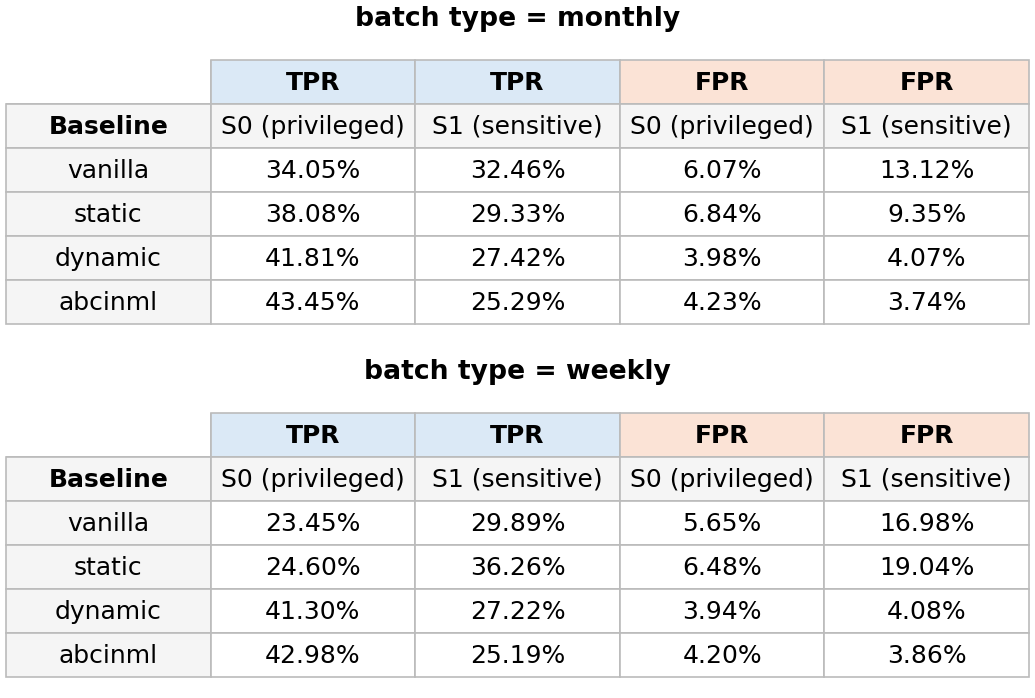 batch type = monthly
TPR TPR FPR FPR
Baseline S0 (privileged) S1 (sensitive) S0 (privileged) S1 (sensitive)
vanilla 34.05% 32.46% 6.07% 13.12%
static 38.08% 29.33% 6.84% 9.35%
dynamic 41.81% 27.42% 3.98% 4.07%
abcinml 43.45% 25.29% 4.23% 3.74%
batch type = weekly
TPR TPR FPR FPR
Baseline S0 (privileged) S1 (sensitive) S0 (privileged) S1 (sensitive)
vanilla 23.45% 29.89% 5.65% 16.98%
static 24.60% 36.26% 6.48% 19.04%
dynamic 41.30% 27.22% 3.94% 4.08%
abcinml 42.98% 25.19% 4.20% 3.86%